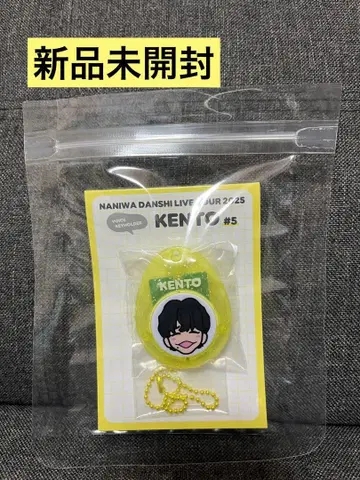 新品未開封
NANIWA DANSHI LIVE TOUR 2025
KENTO #5
KENTO